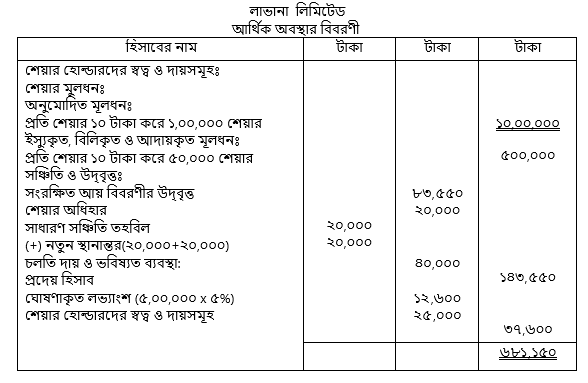 লাভানা লিমিটেড
আর্থিক অবস্থার বিবরণী
হিসাবের নাম টাকা টাকা টাকা
শেয়ার হোল্ডারদের স্বত্ব ও দায়সমূহঃ
শেয়ার মূলধনঃ
অনুমোদিত মূলধনঃ
প্রতি শেয়ার ১০ টাকা করে ১,০০,০০০ শেয়ার ১০,০০,০০০
ইস্যুকৃত, বিলিকৃত ও আদায়কৃত মূলধনঃ
প্রতি শেয়ার ১০ টাকা করে ৫০,০০০ শেয়ার ৫০০,০০০
সঞ্চিতি ও উদ্বৃত্তঃ
সংরক্ষিত আয় বিবরণীর উদ্বৃত্ত ৮৩,৫৫০
শেয়ার অধিহার ২০,০০০
সাধারণ সঞ্চিতি তহবিল ২০,০০০
(+) নতুন স্থানান্তর(২০,০০০+২০,০০০) ২০,০০০
চলতি দায় ও ভবিষ্যত ব্যবস্থা: ৪০,০০০
প্রদেয় হিসাব ১৪৩,৫৫০
ঘোষণাকৃত লভ্যাংশ (৫,০০,০০০ x ৫%) ১২,৬০০
শেয়ার হোল্ডারদের স্বত্ব ও দায়সমূহ ২৫,০০০
৩৭,৬০০
৬৮১,১৫০